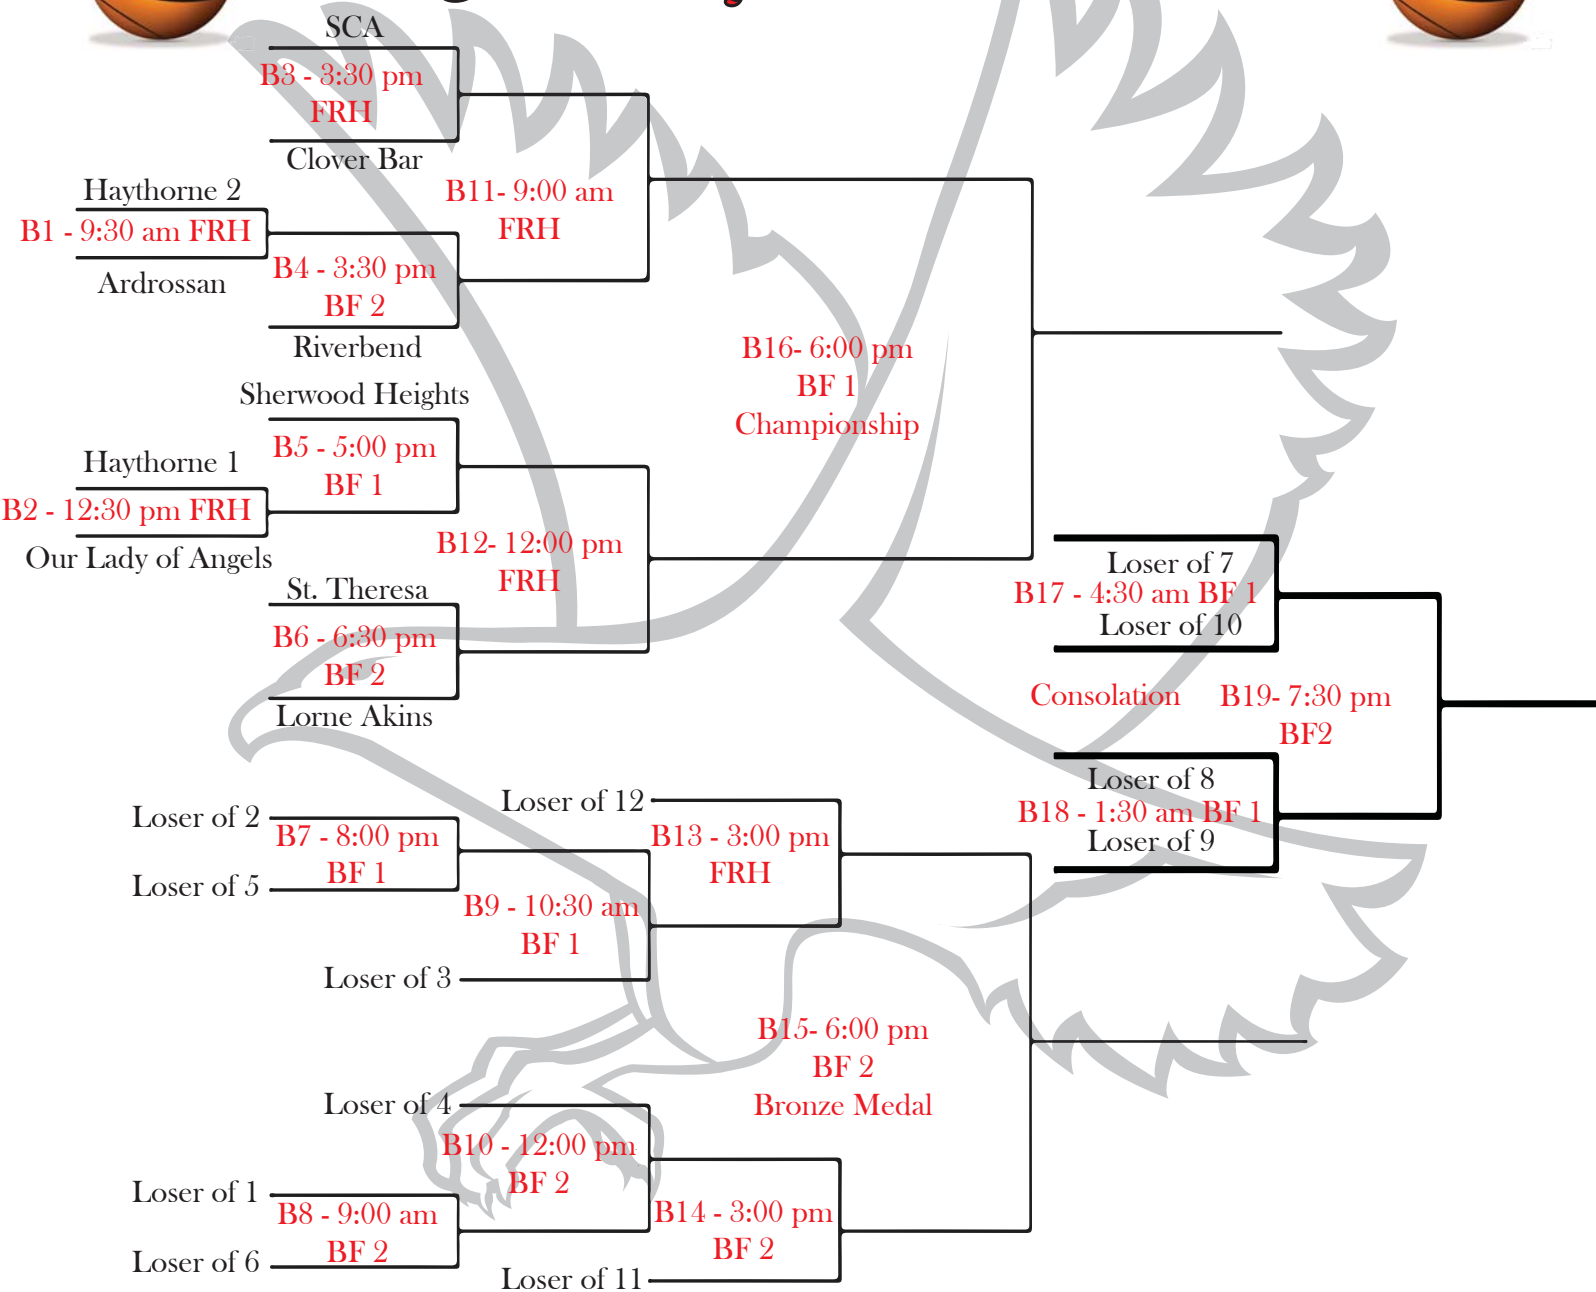 SCA
B3 - 3:30 pm
FRH
Clover Bar
Haythorne 2
B1 - 9:30 am FRH
Ardrossan
B11- 9:00 am
FRH
B4 - 3:30 pm
BF 2
Riverbend
B16- 6:00 pm
BF 1
Championship
Sherwood Heights
B5 - 5:00 pm
BF 1
Haythorne 1
B2 - 12:30 pm FRH
Our Lady of Angels
B12- 12:00 pm
FRH
St. Theresa
B6 - 6:30 pm
BF 2
Lorne Akins
Loser of 7
B17 - 4:30 am BF 1
Loser of 10
Consolation
B19- 7:30 pm
BF2
Loser of 8
B18 - 1:30 am BF 1
Loser of 9
Loser of 2
B7 - 8:00 pm
BF 1
Loser of 5
Loser of 12
B13 - 3:00 pm
FRH
B9 - 10:30 am
BF 1
Loser of 3
B15- 6:00 pm
BF 2
Bronze Medal
Loser of 4
B10 - 12:00 pm
BF 2
Loser of 1
B8 - 9:00 am
BF 2
Loser of 6
B14 - 3:00 pm
BF 2
Loser of 11